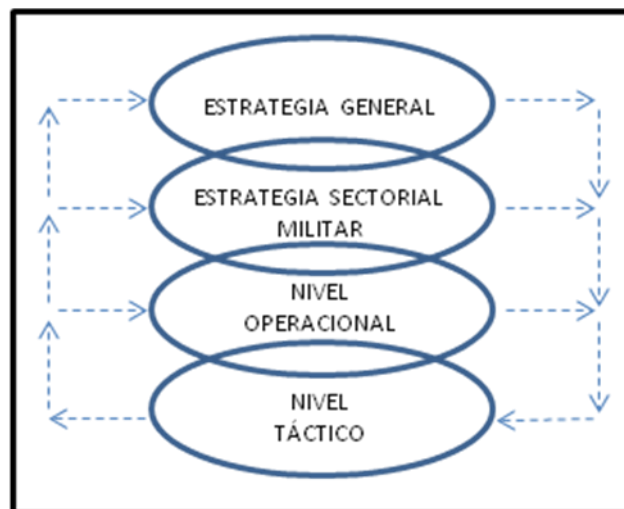 ESTRATEGIA GENERAL
ESTRATEGIA SECTORIAL
MILITAR
NIVEL
OPERACIONAL
NIVEL
TÁCTICO